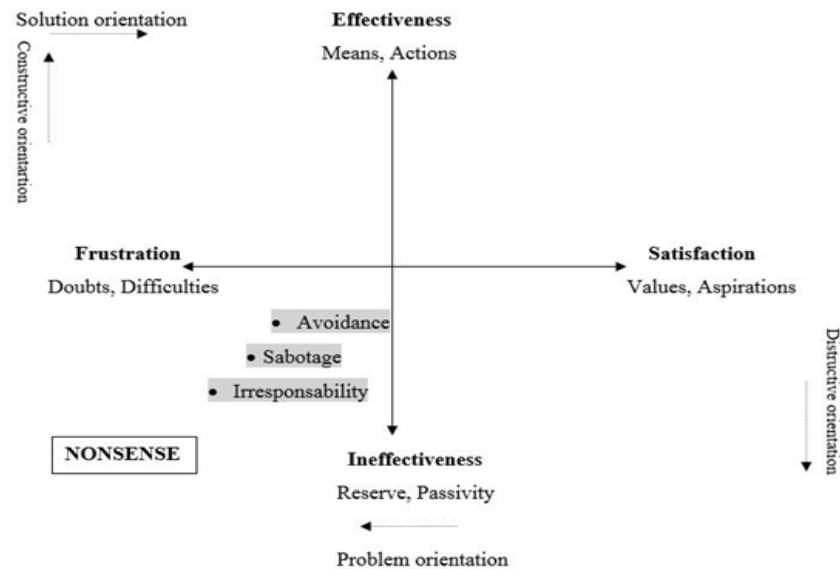 Solution orientation
Effectiveness
Means, Actions
Constructive orientartion
Frustration
Satisfaction
Doubts, Difficulties
Values, Aspirations
• Avoidance
• Sabotage
• Irresponsability
Distructive orientation
NONSENSE
Ineffectiveness
Reserve, Passivity
Problem orientation